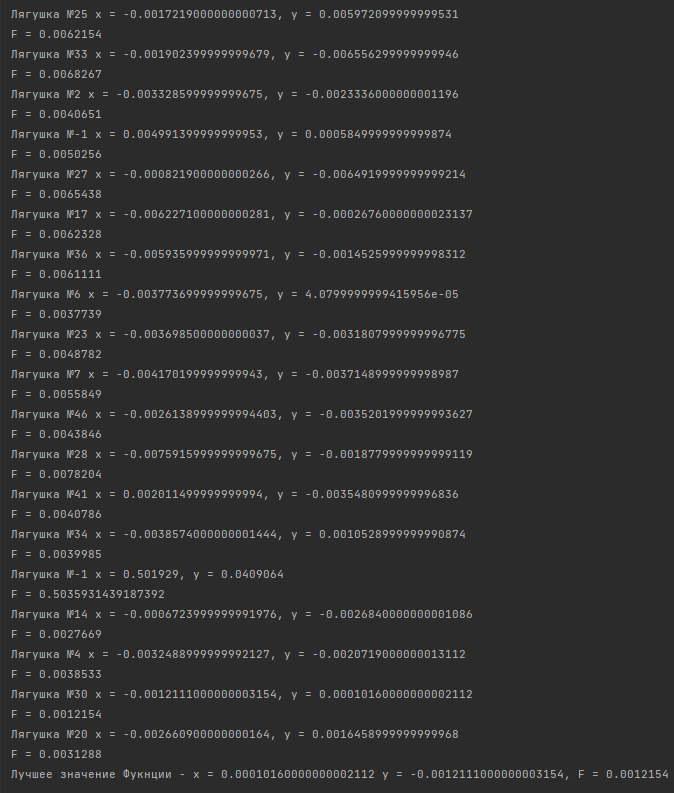 Лягушка №25 x = -0.0017219000000000713, y = 0.005972099999999531
F = 0.0062154
Лягушка №33 x = -0.001902399999999679, y = -0.006556299999999946
F = 0.0068267
Лягушка №2 x = -0.003328599999999675, y = -0.0023336000000001196
F = 0.0040651
Лягушка №-1 x = 0.004991399999999953, y = 0.0005849999999999874
F = 0.0050256
Лягушка №27 x = -0.000821900000000266, y = -0.0064919999999999214
F = 0.0065438
Лягушка №17 x = -0.006227100000000281, y = -0.00026760000000023137
F = 0.0062328
Лягушка №36 x = -0.005935999999999971, y = -0.0014525999999998312
F = 0.0061111
Лягушка №6 x = -0.003773699999999675, y = 4.0799999999415956e-05
F = 0.0037739
Лягушка №23 x = -0.003698500000000037, y = -0.0031807999999996775
F = 0.0048782
Лягушка №7 x = -0.004170199999999943, y = -0.0037148999999998987
F = 0.0055849
Лягушка №46 x = -0.0026138999999994403, y = -0.0035201999999993627
F = 0.0043846
Лягушка №28 x = -0.0075915999999999675, y = -0.0018779999999999119
F = 0.0078204
Лягушка №41 x = 0.002011499999999994, y = -0.0035480999999996836
F = 0.0040786
Лягушка №34 x = -0.0038574000000001444, y = 0.0010528999999990874
F = 0.0039985
Лягушка №-1 x = 0.501929, y = 0.0409064
F = 0.5035931439187392
Лягушка №14 x = -0.0006723999999991976, y = -0.0026840000000001086
F = 0.0027669
Лягушка №4 x = -0.0032488999999992127, y = -0.0020719000000013112
F = 0.0038533
Лягушка №30 x = -0.0012111000000003154, y = 0.00010160000000002112
F = 0.0012154
Лягушка №20 x = -0.002660900000000164, y = 0.0016458999999999968
F = 0.0031288
Лучшее значение Фукнции - x = 0.00010160000000002112 y = -0.0012111000000003154, F = 0.0012154